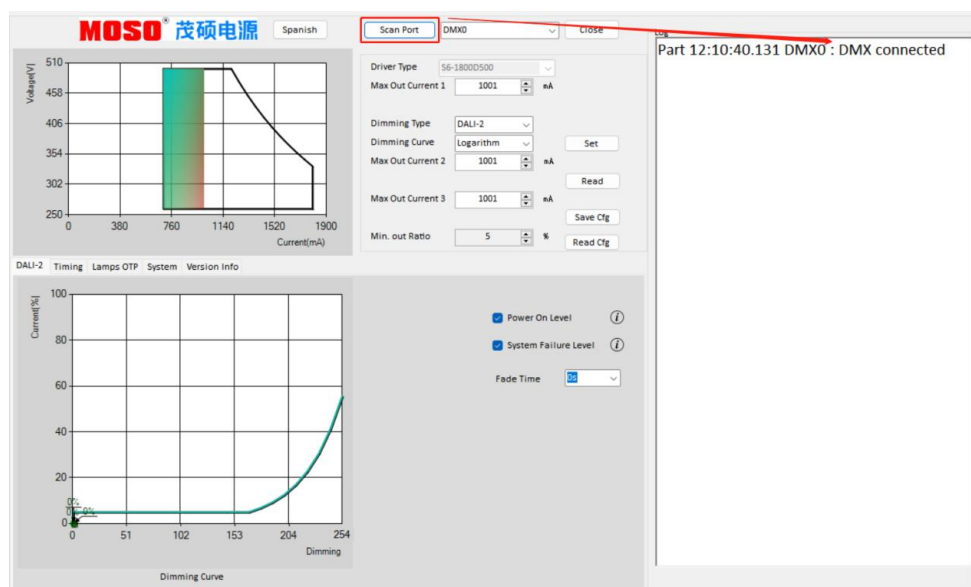 MOSO® 茂硕电源
Spanish
Scan Port
DMX0
Close
Log
Part 12:10:40.131 DMX0 : DMX connected
Voltage[V]
510
458
406
354
302
250
0 380 760 1140 1520 1900
Current(mA)
Driver Type S6-1800D500
Max Out Current 1 1001 mA
Dimming Type DALI-2
Dimming Curve Logarithm Set
Max Out Current 2 1001 mA
Read
Max Out Current 3 1001 mA
Save Cfg
Min. out Ratio 5 % Read Cfg
DALI-2 Timing Lamps OTP System Version Info
Current[%]
100
80
60
40
20
0
0%
0% 0%
0 51 102 153 204 254
Dimming
Dimming Curve
Power On Level i
System Failure Level i
Fade Time 0s